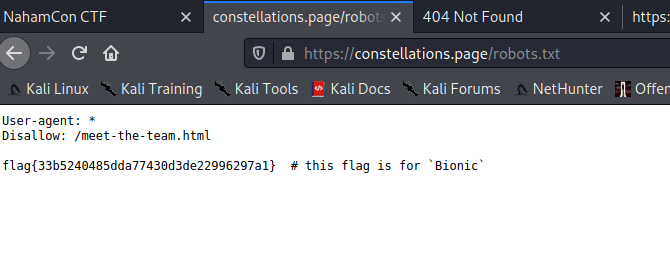 NahamCon CTF
constellations.page/robots
404 Not Found
https:
https://constellations.page/robots.txt
Kali Linux
Kali Training
Kali Tools
Kali Docs
Kali Forums
NetHunter
Offen
User-agent: *
Disallow: /meet-the-team.html
flag{33b5240485dda77430d3de22996297a1}  # this flag is for `Bionic`